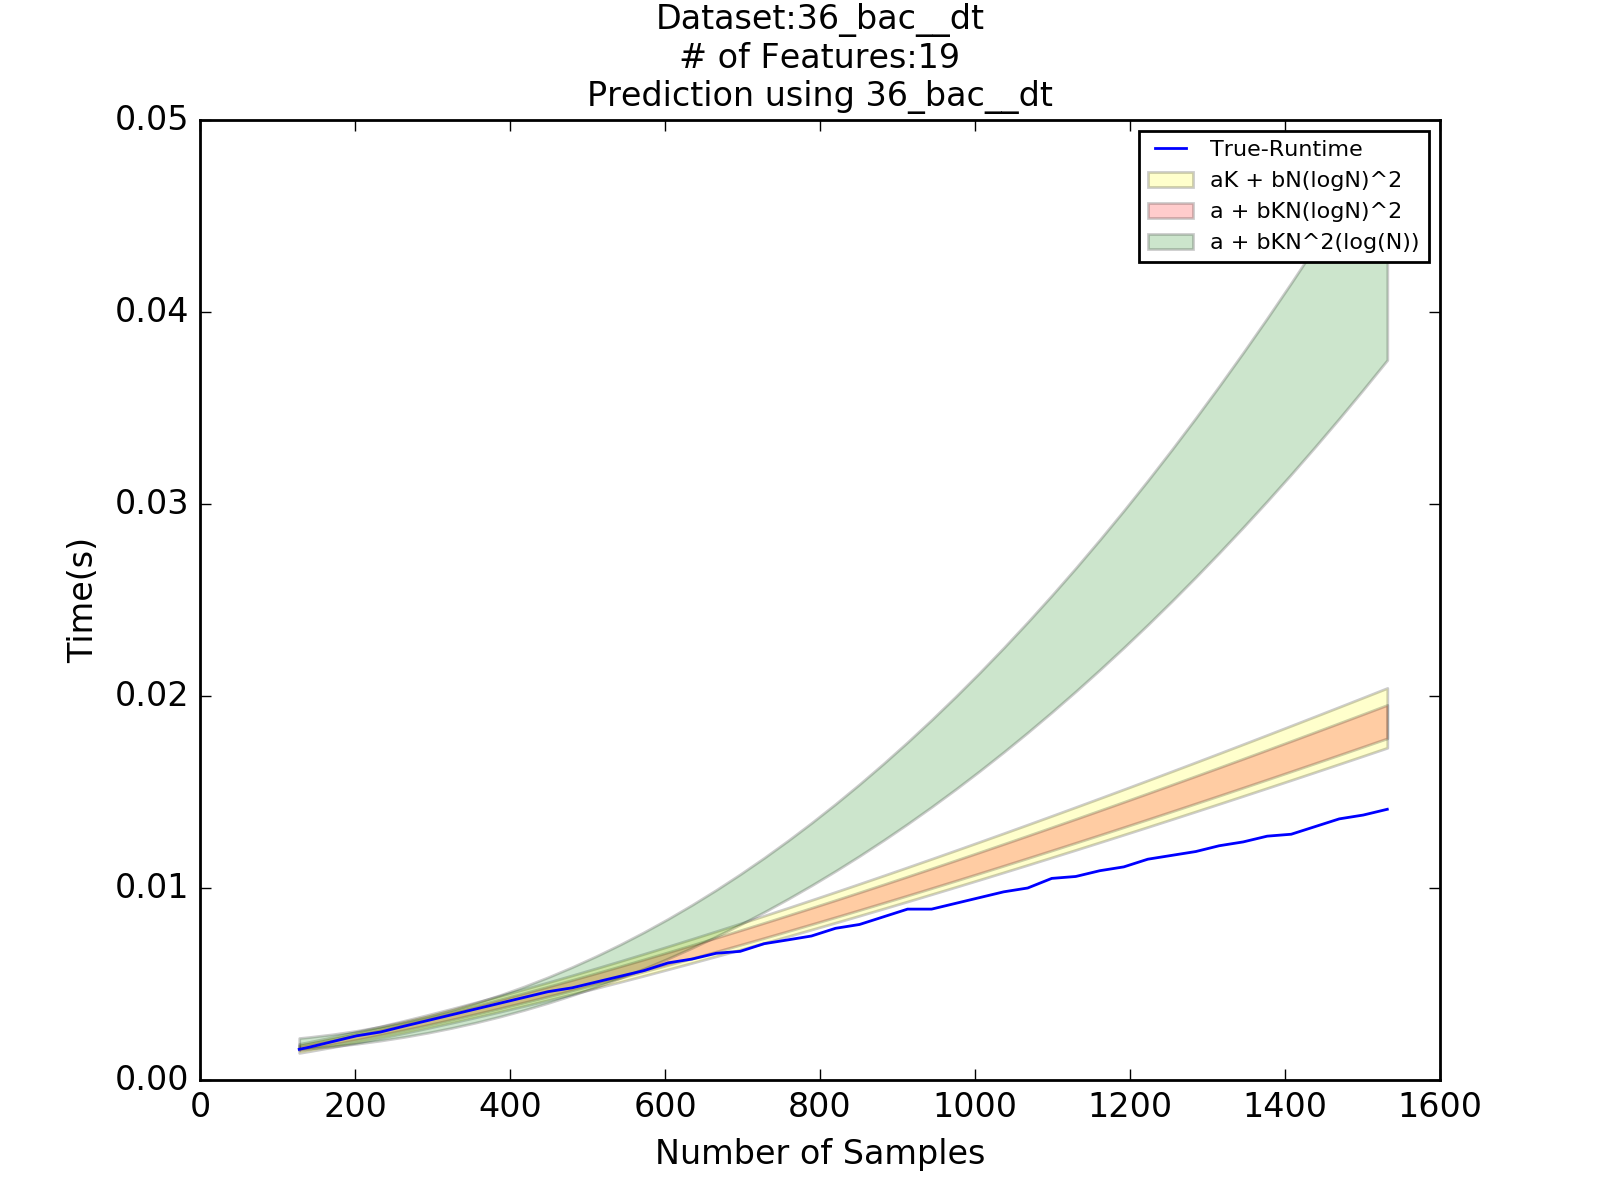 Dataset:36_bac__dt
# of Features:19
Prediction using 36_bac__dt
0.05
0.04
0.03
0.02
0.01
0.00
Time(s)
True-Runtime
aK + bN(logN)^2
a + bKN(logN)^2
a + bKN^2(log(N))
0 200 400 600 800 1000 1200 1400 1600
Number of Samples